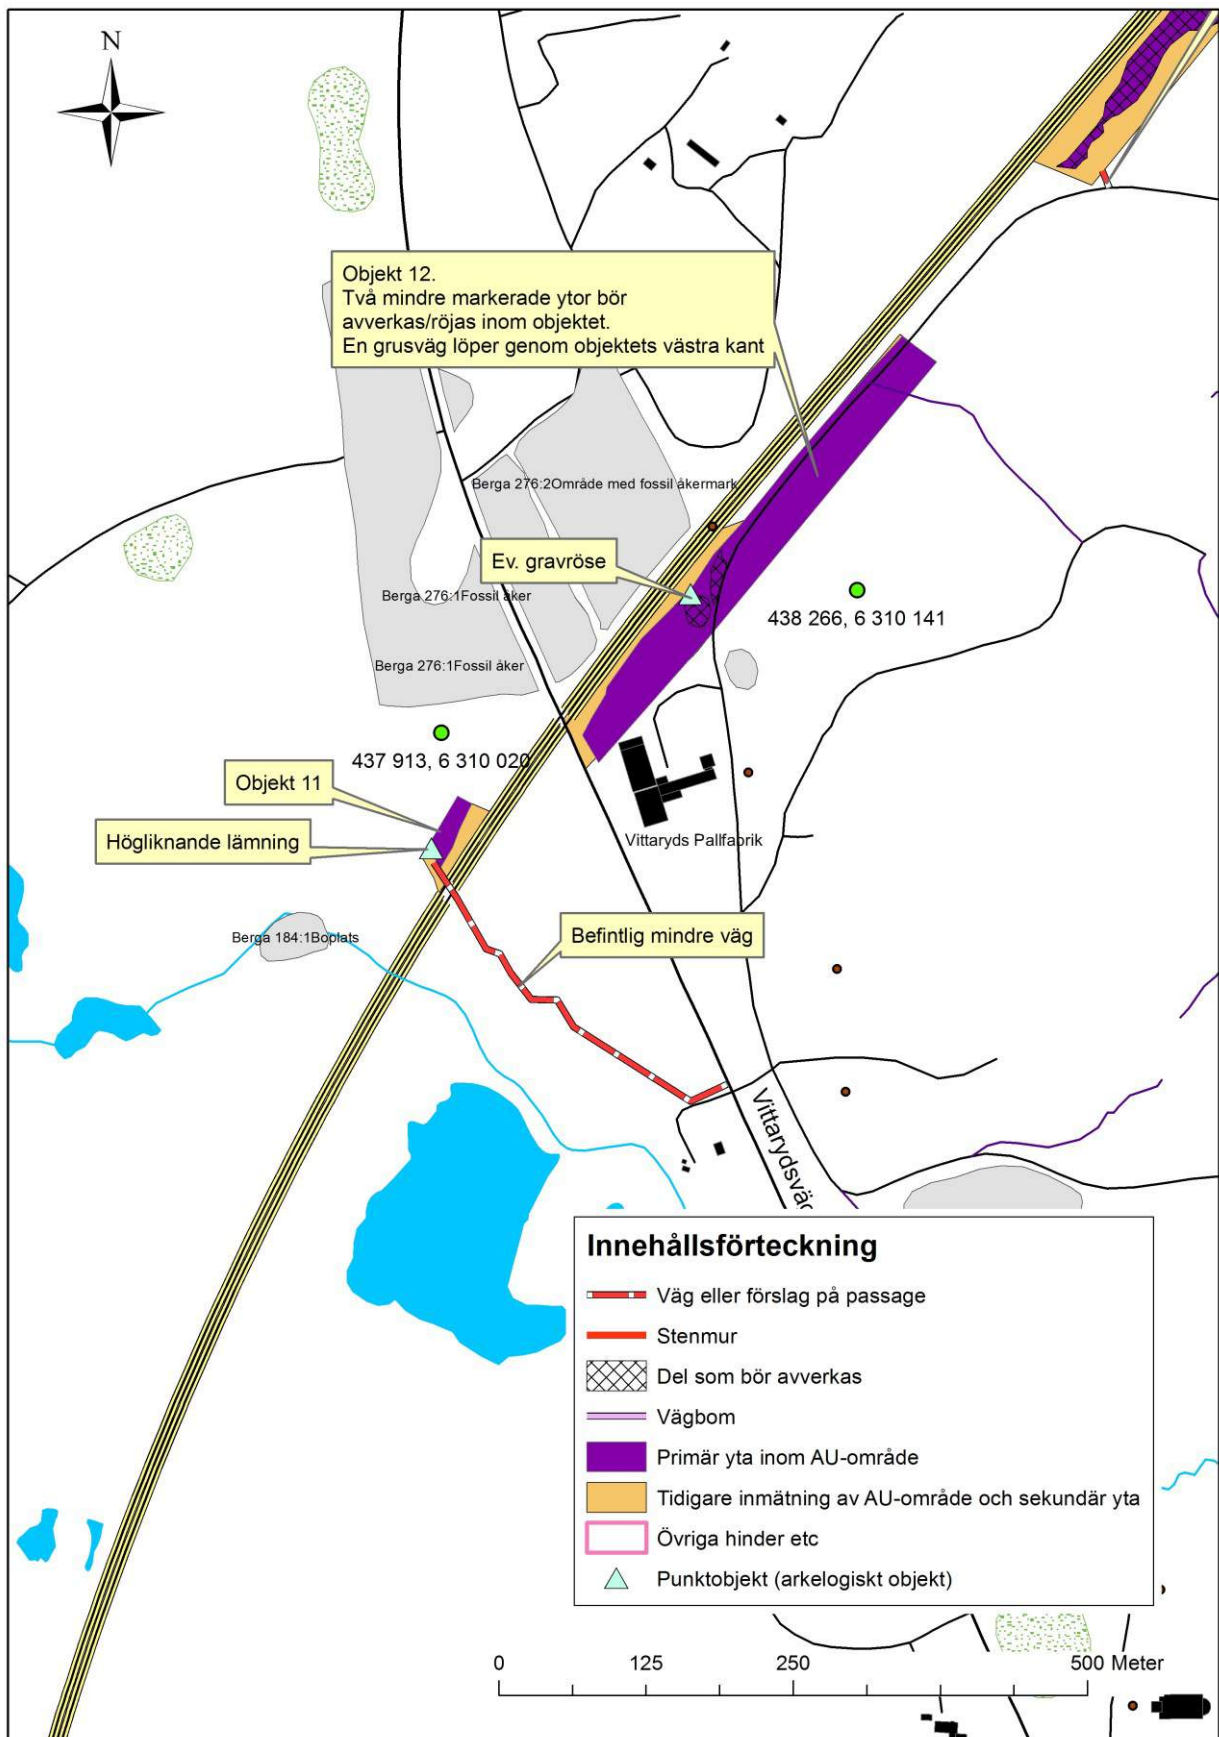 N
Objekt 12.
Två mindre markerade ytor bör
avverkas/röjas inom objektet.
En grusväg löper genom objektets västra kant
Berga 276:2Område med fossil åkermark
Ev. gravröse
Berga 276:1Fossil åker
438 266, 6 310 141
Berga 276:1Fossil åker
437 913, 6 310 020
Objekt 11
Högliknande lämning
Vittaryds Pallfabrik
Befintlig mindre väg
Berga 184:1Boplats
Vittarydsväg
Innehållsförteckning
Väg eller förslag på passage
Stenmur
Del som bör avverkas
Vägbom
Primär yta inom AU-område
Tidigare inmätning av AU-område och sekundär yta
Övriga hinder etc
Punktobjekt (arkelogiskt objekt)
0 125 250 500 Meter